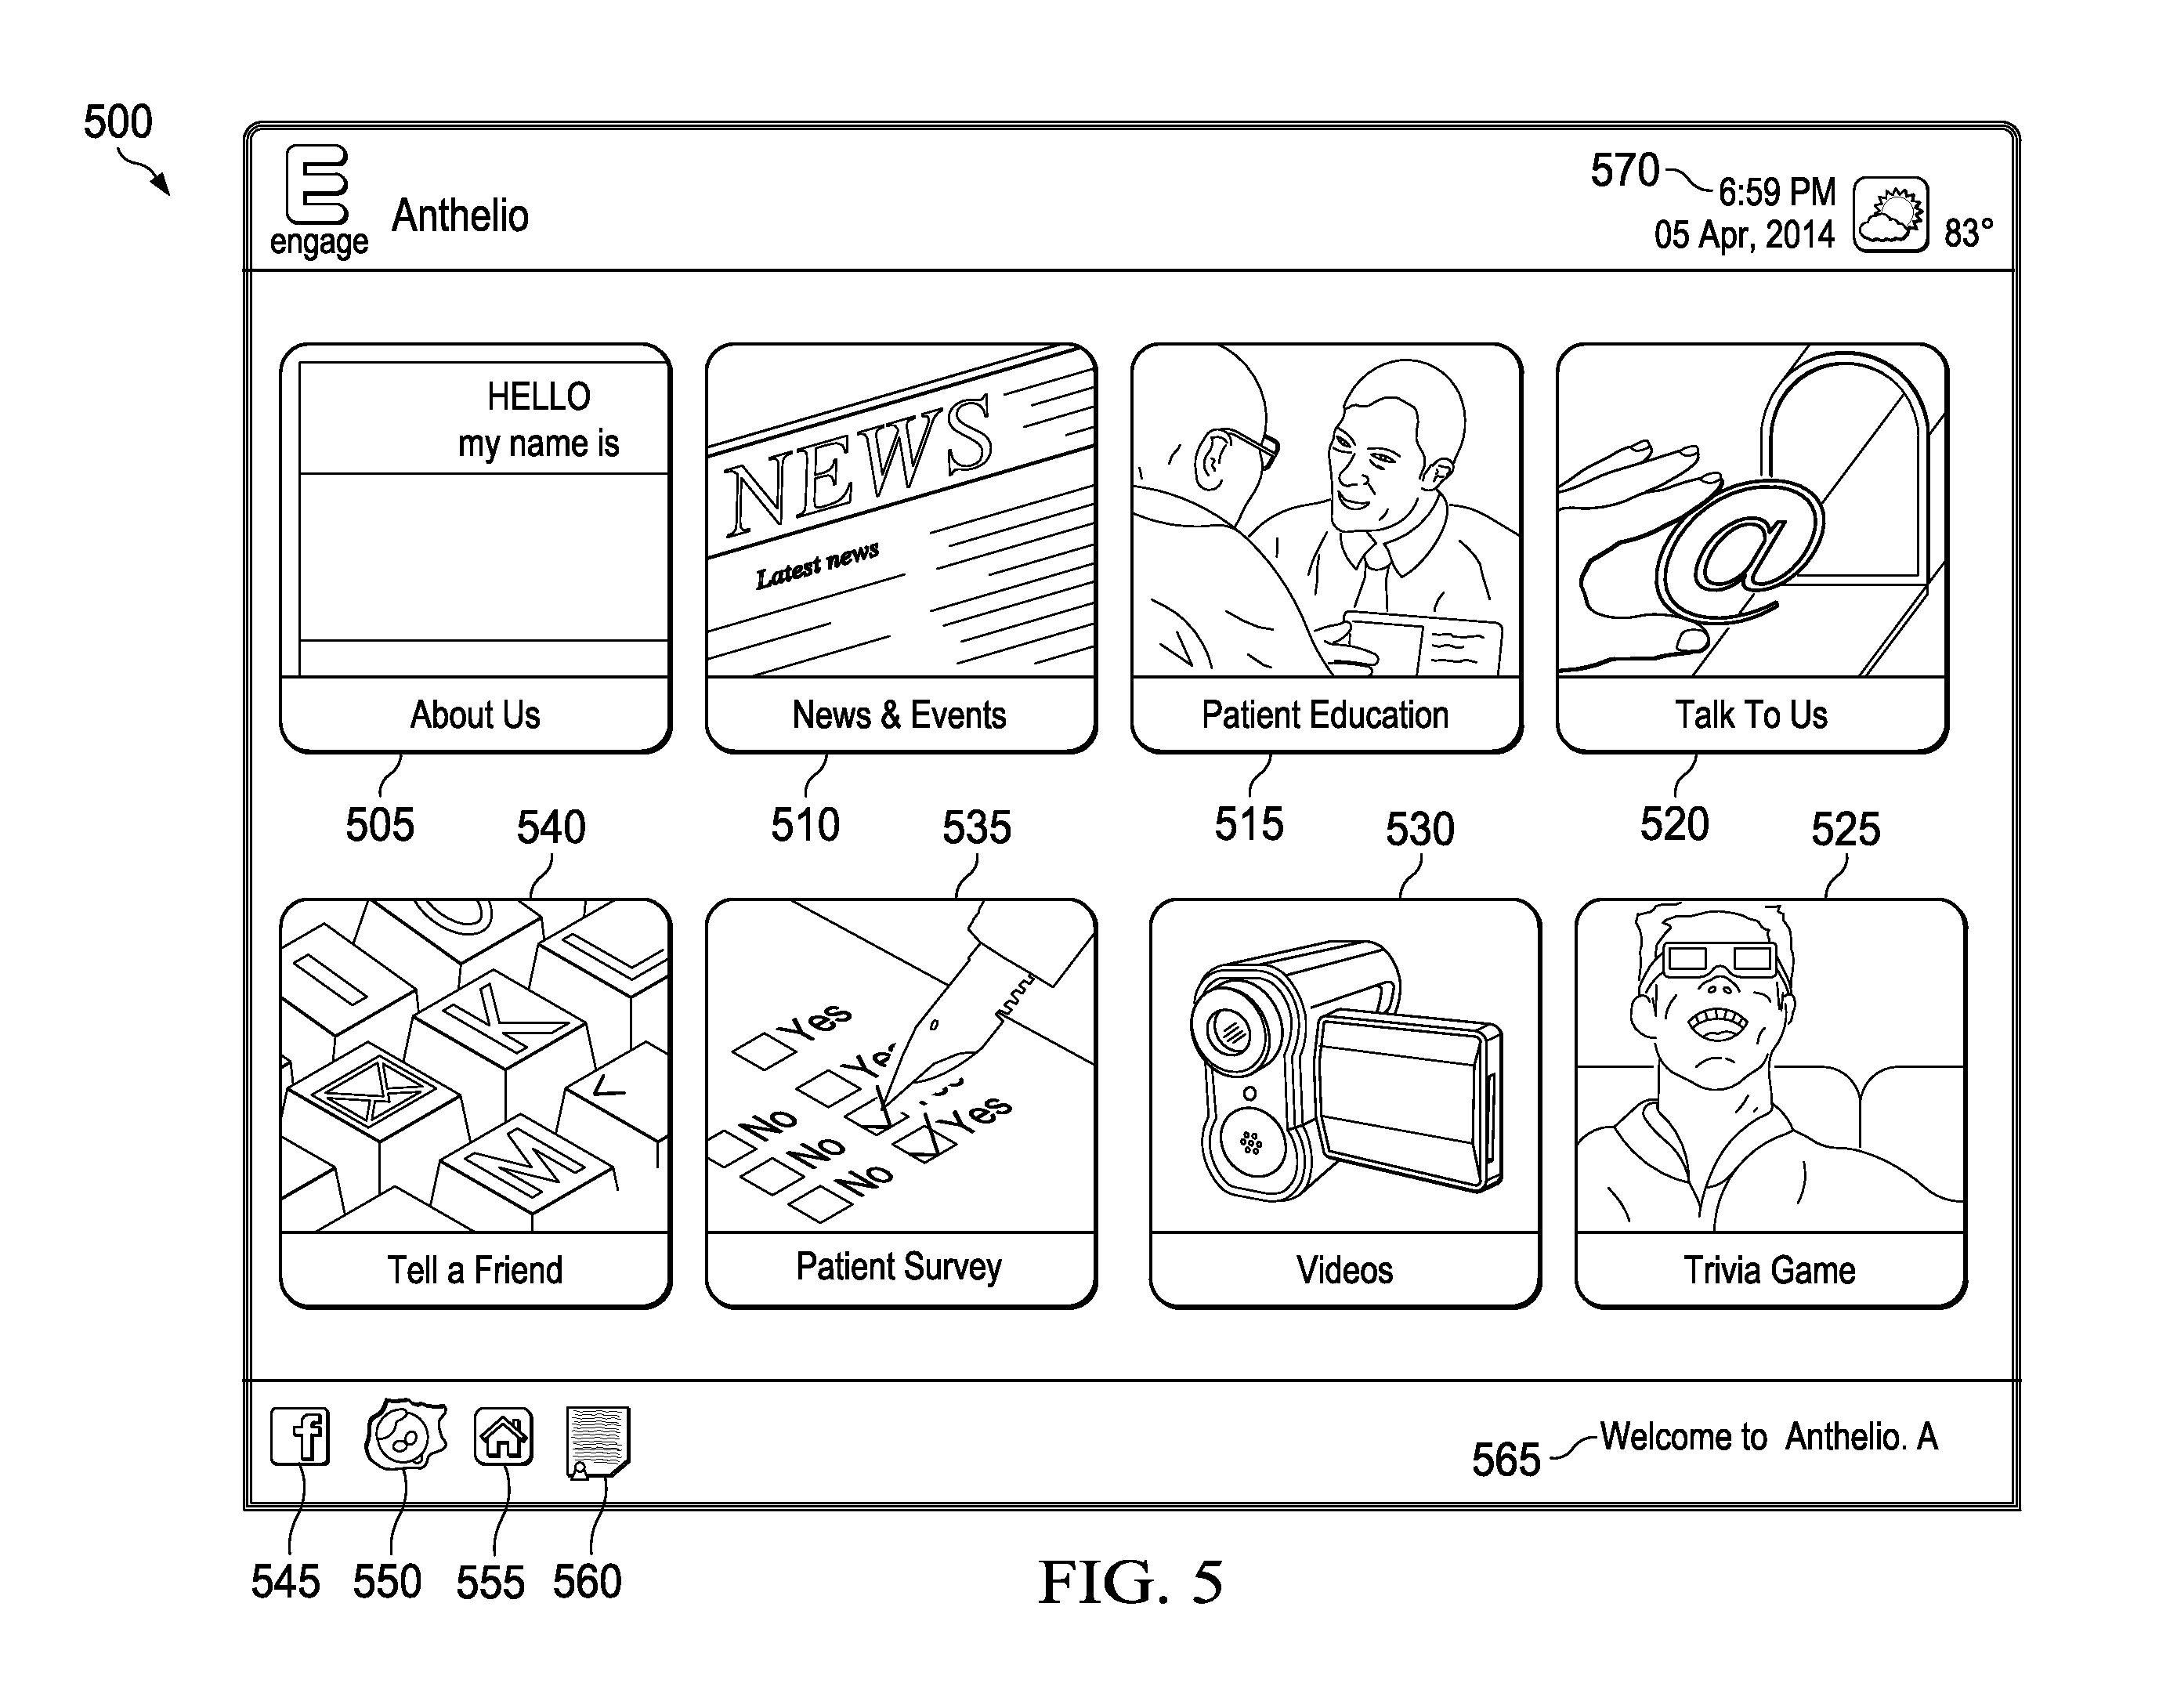 500
E
engage
Anthelio
570
6:59 PM
05 Apr, 2014
83°
HELLO
my name is
About Us
505
NEWS
Latest news
News & Events
510
Patient Education
515
@
Talk To Us
520
540
I
K
M
Tell a Friend
535
Yes
Yes
Yes
No
No
No
Patient Survey
530
Videos
525
Trivia Game
f
545
550
555
560
565
Welcome to Anthelio. A
FIG. 5